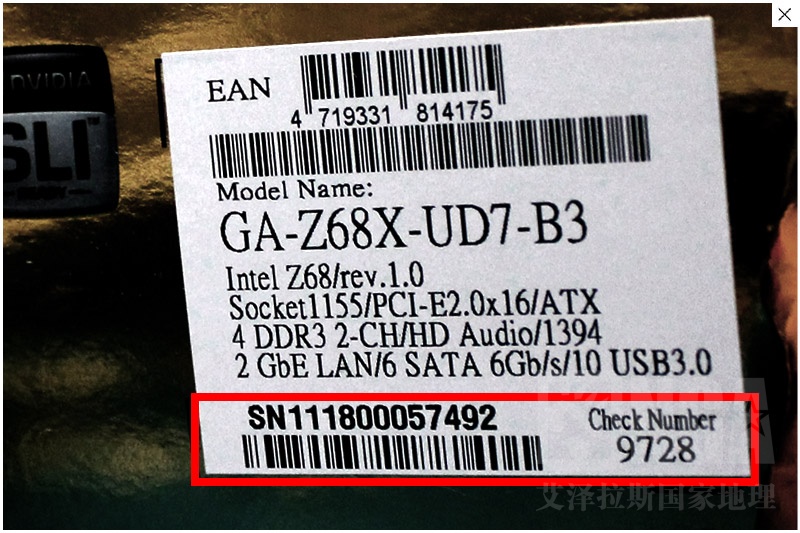 NVIDIA
SLI
EAN
4 719331 814175
Model Name:
GA-Z68X-UD7-B3
Intel Z68/rev.1.0
Socket1155/PCI-E2.0x16/ATX
4 DDR3 2-CH/HD Audio/1394
2 GbE LAN/6 SATA 6Gb/s/10 USB3.0
SN111800057492
Check Number
9728
艾泽拉斯国家地理